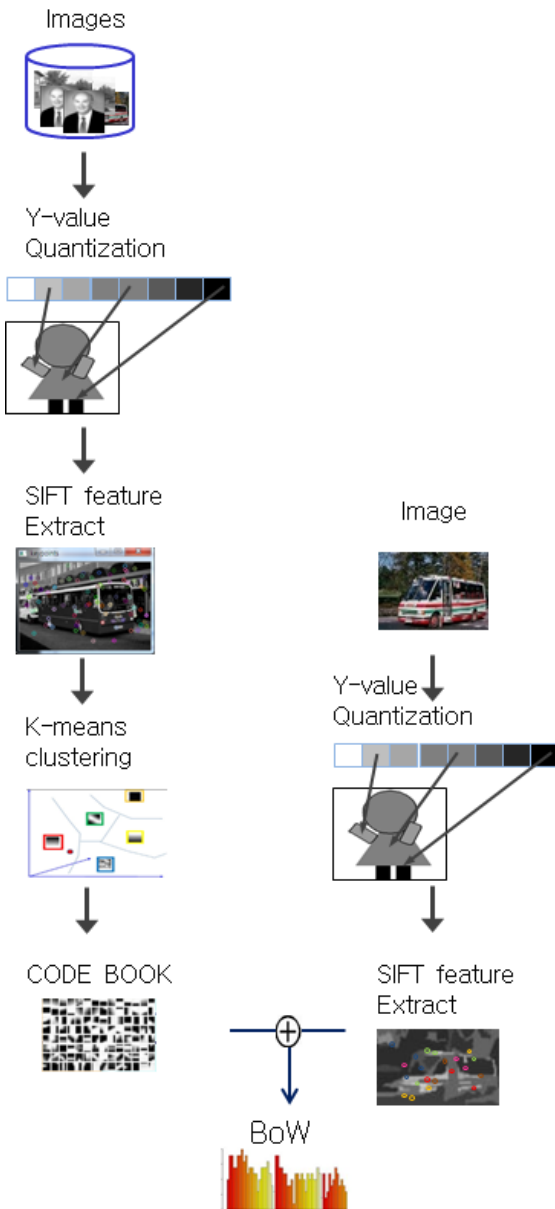 Images
Y-value
Quantization
SIFT feature
Extract
K-means
clustering
CODE BOOK
Image
Y-value
Quantization
SIFT feature
Extract
BoW